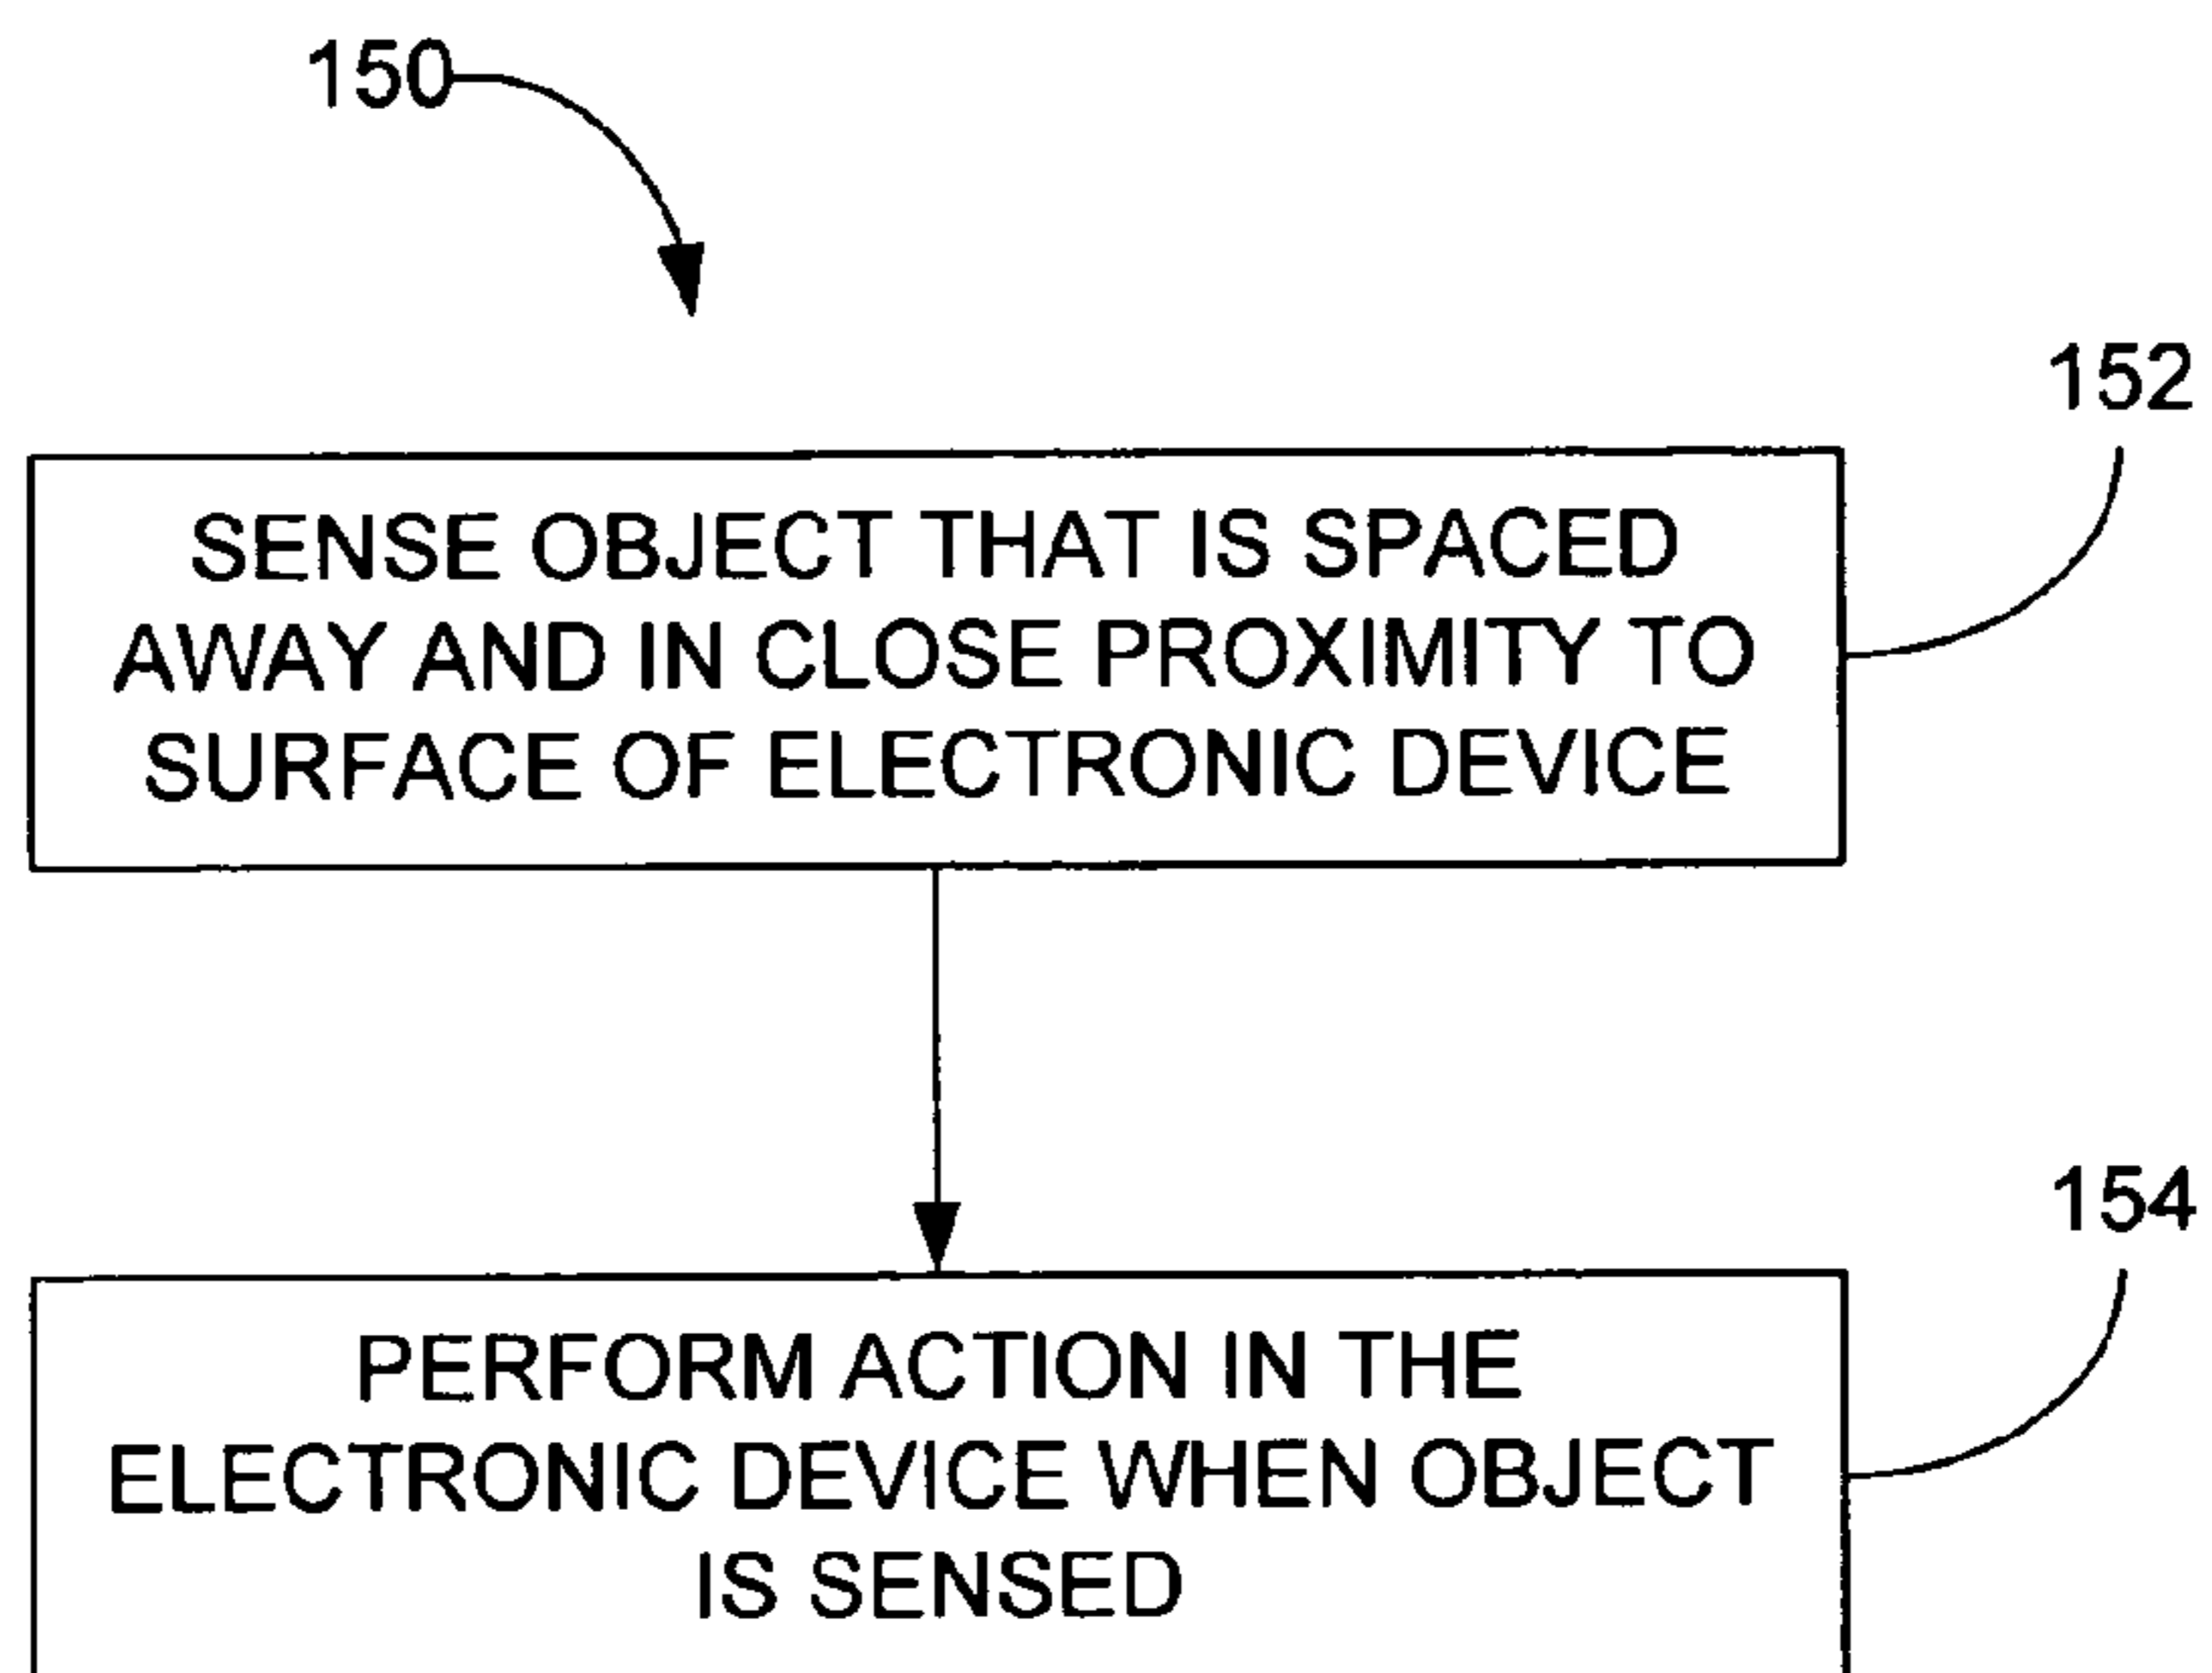 150
152
SENSE OBJECT THAT IS SPACED
AWAY AND IN CLOSE PROXIMITY TO
SURFACE OF ELECTRONIC DEVICE
154
PERFORM ACTION IN THE
ELECTRONIC DEVICE WHEN OBJECT
IS SENSED